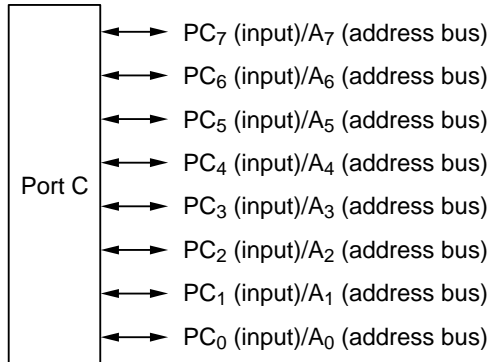 PC7 (input)/A7 (address bus)
PC6 (input)/A6 (address bus)
PC5 (input)/A5 (address bus)
PC4 (input)/A4 (address bus)
Port C
PC3 (input)/A3 (address bus)
PC2 (input)/A2 (address bus)
PC1 (input)/A1 (address bus)
PC0 (input)/A0 (address bus)